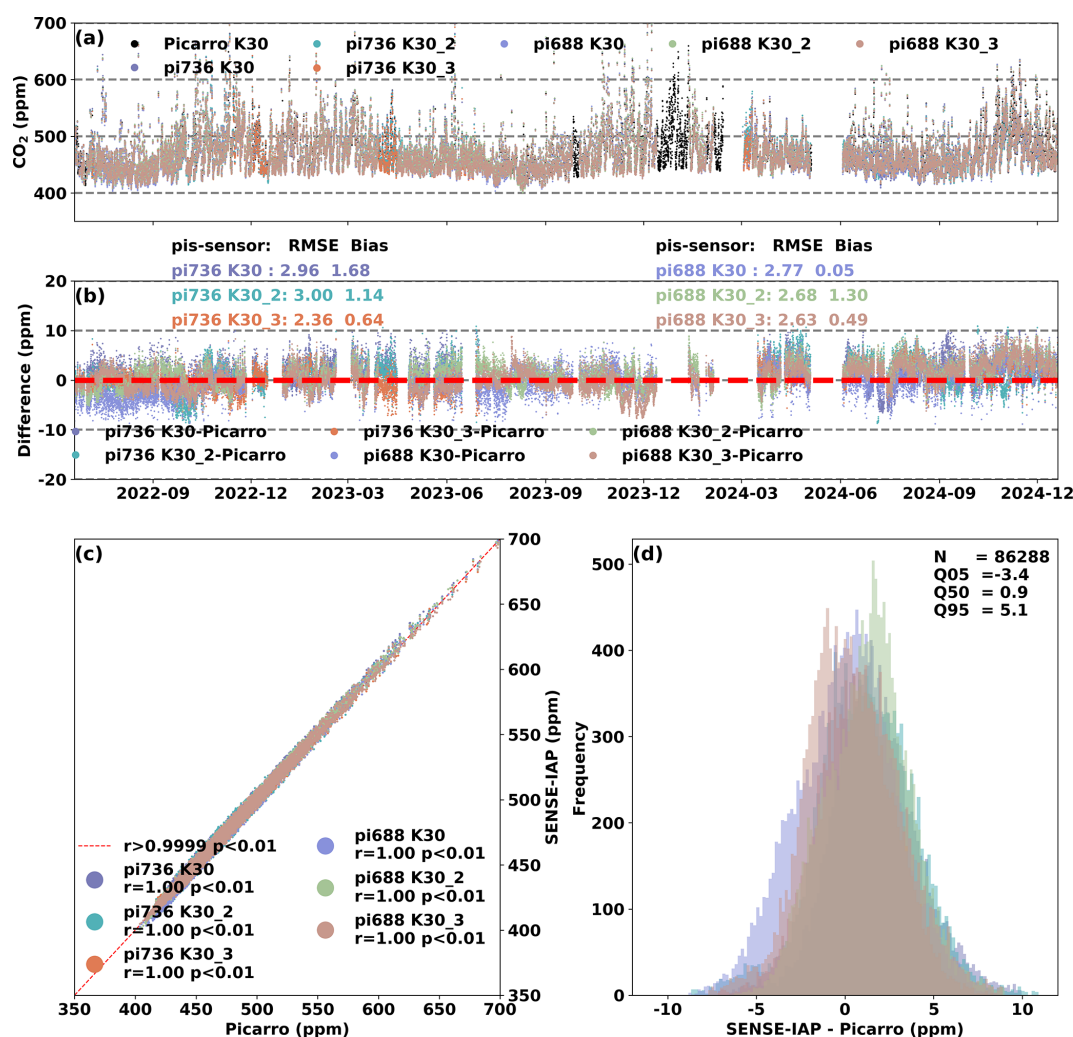 700
600
500
400
CO2 (ppm)
(a)
Picarro K30
pi736 K30_2
pi688 K30
pi688 K30_2
pi688 K30_3
pi736 K30
pi736 K30_3
pis-sensor: RMSE Bias
pi736 K30 : 2.96 1.68
pi736 K30_2: 3.00 1.14
pi736 K30_3: 2.36 0.64
pis-sensor: RMSE Bias
pi688 K30 : 2.77 0.05
pi688 K30_2: 2.68 1.30
pi688 K30_3: 2.63 0.49
20
10
0
-10
-20
Difference (ppm)
(b)
pi736 K30-Picarro
pi736 K30_3-Picarro
pi688 K30_2-Picarro
pi736 K30_2-Picarro
pi688 K30-Picarro
pi688 K30_3-Picarro
2022-09 2022-12 2023-03 2023-06 2023-09 2023-12 2024-03 2024-06 2024-09 2024-12
(c)
700
650
600
550
500
450
400
350
SENSE-IAP (ppm)
r>0.9999 p<0.01
pi736 K30
r=1.00 p<0.01
pi736 K30_2
r=1.00 p<0.01
pi736 K30_3
r=1.00 p<0.01
pi688 K30
r=1.00 p<0.01
pi688 K30_2
r=1.00 p<0.01
pi688 K30_3
r=1.00 p<0.01
350 400 450 500 550 600 650 700
Picarro (ppm)
(d)
N = 86288
Q05 =-3.4
Q50 = 0.9
Q95 = 5.1
500
400
300
200
100
0
Frequency
-10 -5 0 5 10
SENSE-IAP - Picarro (ppm)